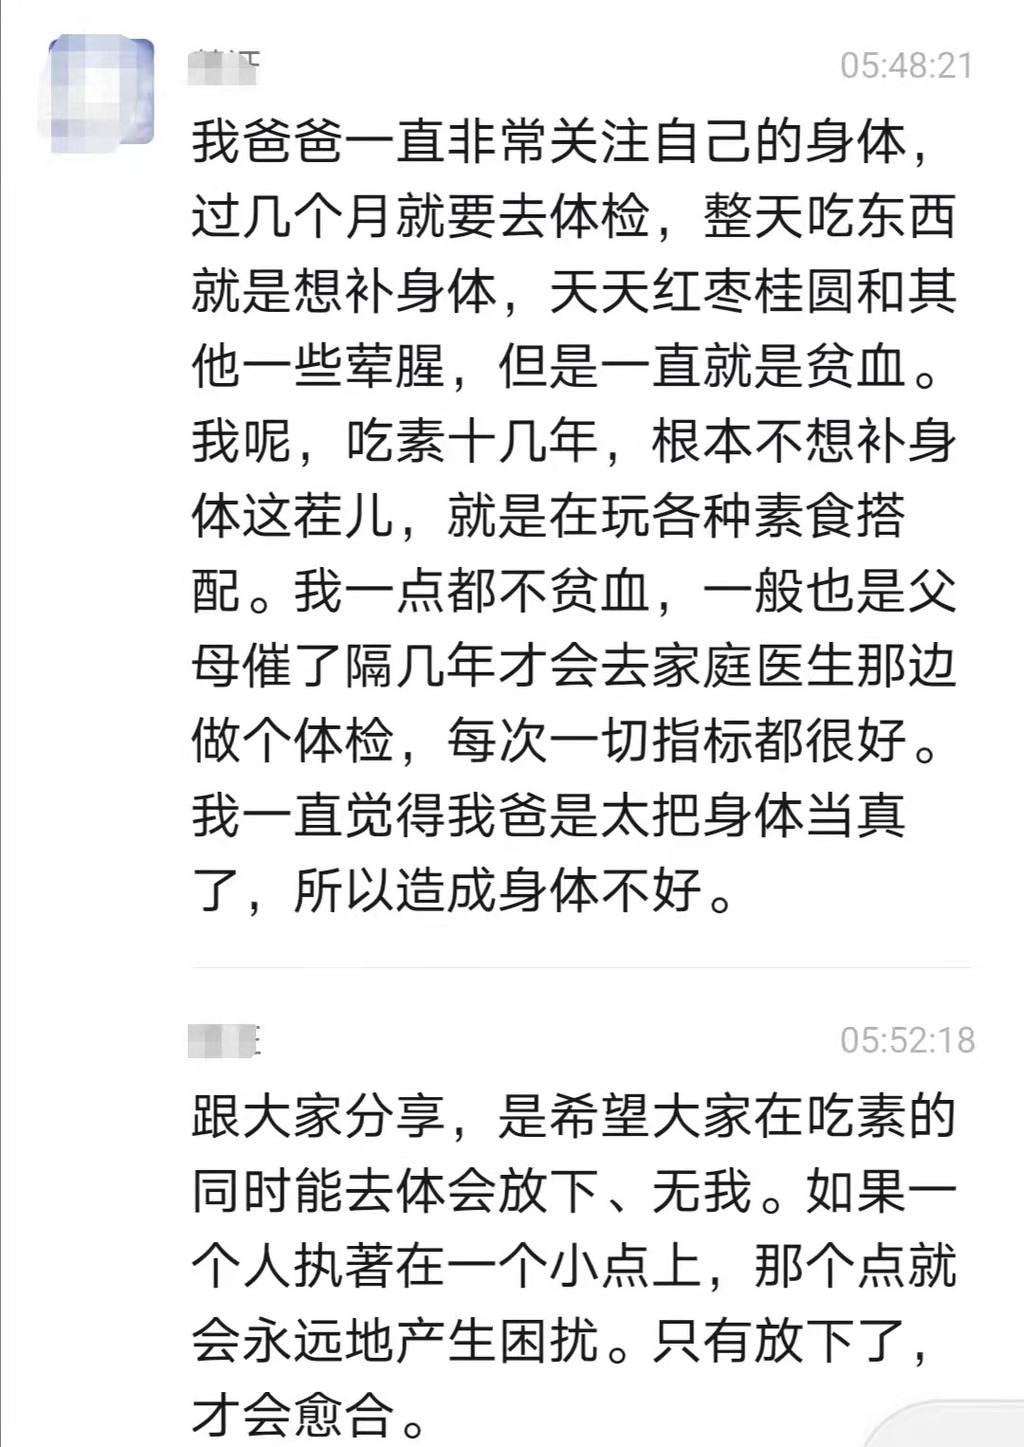 05:48:21
我爸爸一直非常关注自己的身体，
过几个月就要去体检，整天吃东西
就是想补身体，天天红枣桂圆和其
他一些荤腥，但是一直就是贫血。
我呢，吃素十几年，根本不想补身
体这茬儿，就是在玩各种素食搭
配。我一点都不贫血，一般也是父
母催了隔几年才会去家庭医生那边
做个体检，每次一切指标都很好。
我一直觉得我爸是太把身体当真
了，所以造成身体不好。
05:52:18
跟大家分享，是希望大家在吃素的
同时能去体会放下、无我。如果一
个人执著在一个小点上，那个点就
会永远地产生困扰。只有放下了，
才会愈合。